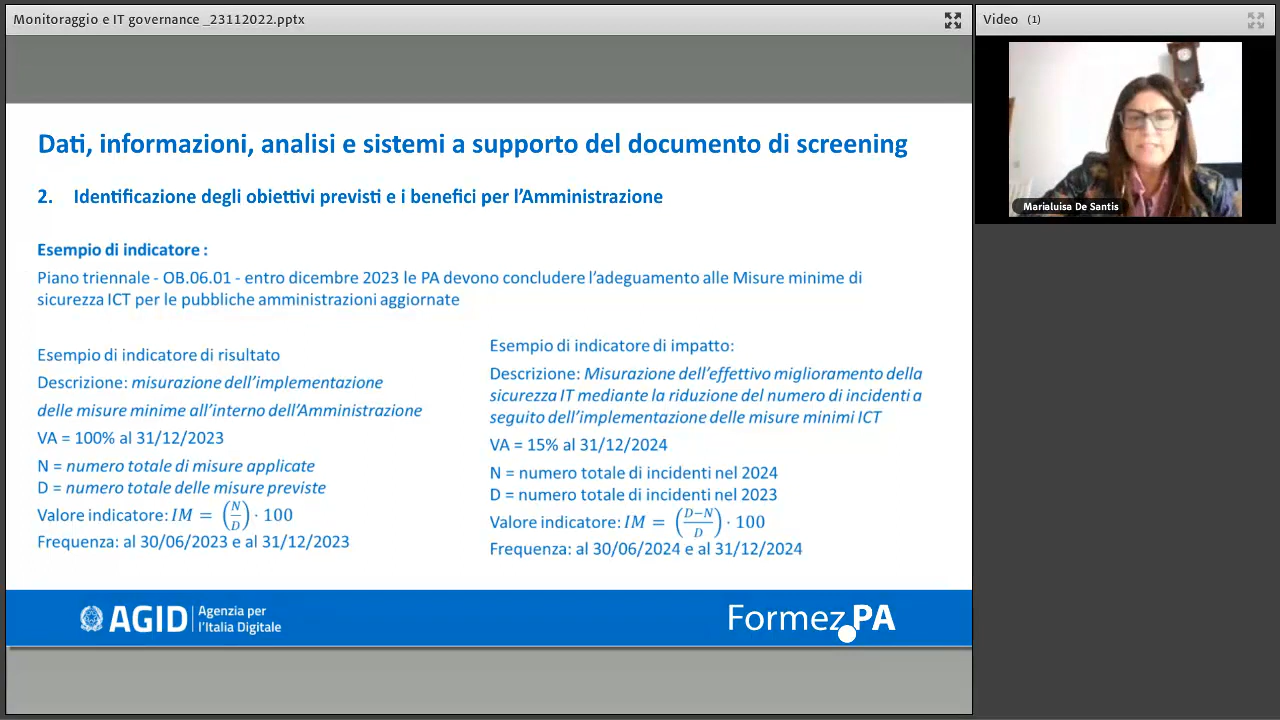 Monitoraggio e IT governance _23112022.pptx
Video (1)
Marialuisa De Santis
Dati, informazioni, analisi e sistemi a supporto del documento di screening
2. Identificazione degli obiettivi previsti e i benefici per l'Amministrazione
Esempio di indicatore :
Piano triennale - OB.06.01 - entro dicembre 2023 le PA devono concludere l'adeguamento alle Misure minime di
sicurezza ICT per le pubbliche amministrazioni aggiornate
Esempio di indicatore di risultato
Descrizione: misurazione dell'implementazione
delle misure minime all'interno dell'Amministrazione
VA = 100% al 31/12/2023
N = numero totale di misure applicate
D = numero totale delle misure previste
Valore indicatore: IM = (N/D) · 100
Frequenza: al 30/06/2023 e al 31/12/2023
Esempio di indicatore di impatto:
Descrizione: Misurazione dell'effettivo miglioramento della
sicurezza IT mediante la riduzione del numero di incidenti a
seguito dell'implementazione delle misure minimi ICT
VA = 15% al 31/12/2024
N = numero totale di incidenti nel 2024
D = numero totale di incidenti nel 2023
Valore indicatore: IM = (D−N/D) · 100
Frequenza: al 30/06/2024 e al 31/12/2024
AGID
Agenzia per
l'Italia Digitale
Formez PA